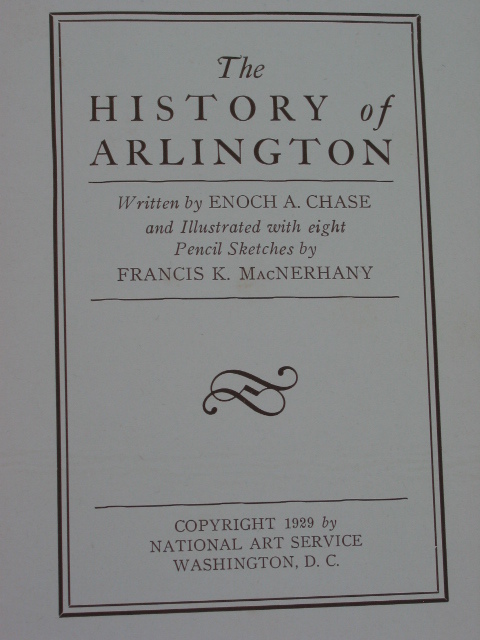 The
HISTORY of
ARLINGTON
Written by ENOCH A. CHASE
and Illustrated with eight
Pencil Sketches by
FRANCIS K. MACNERHANY
COPYRIGHT 1929 by
NATIONAL ART SERVICE
WASHINGTON, D. C.